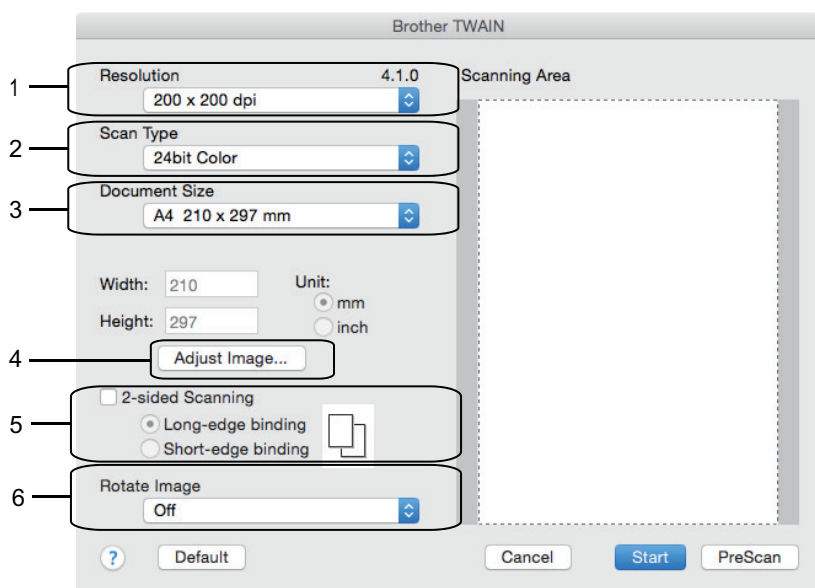 Brother TWAIN
1
Resolution 4.1.0
200 x 200 dpi
2
Scan Type
24bit Color
3
Document Size
A4 210 x 297 mm
Width: 210
Unit:
mm
Height: 297
inch
4
Adjust Image...
5
2-sided Scanning
Long-edge binding
Short-edge binding
6
Rotate Image
Off
Scanning Area
? Default Cancel Start PreScan